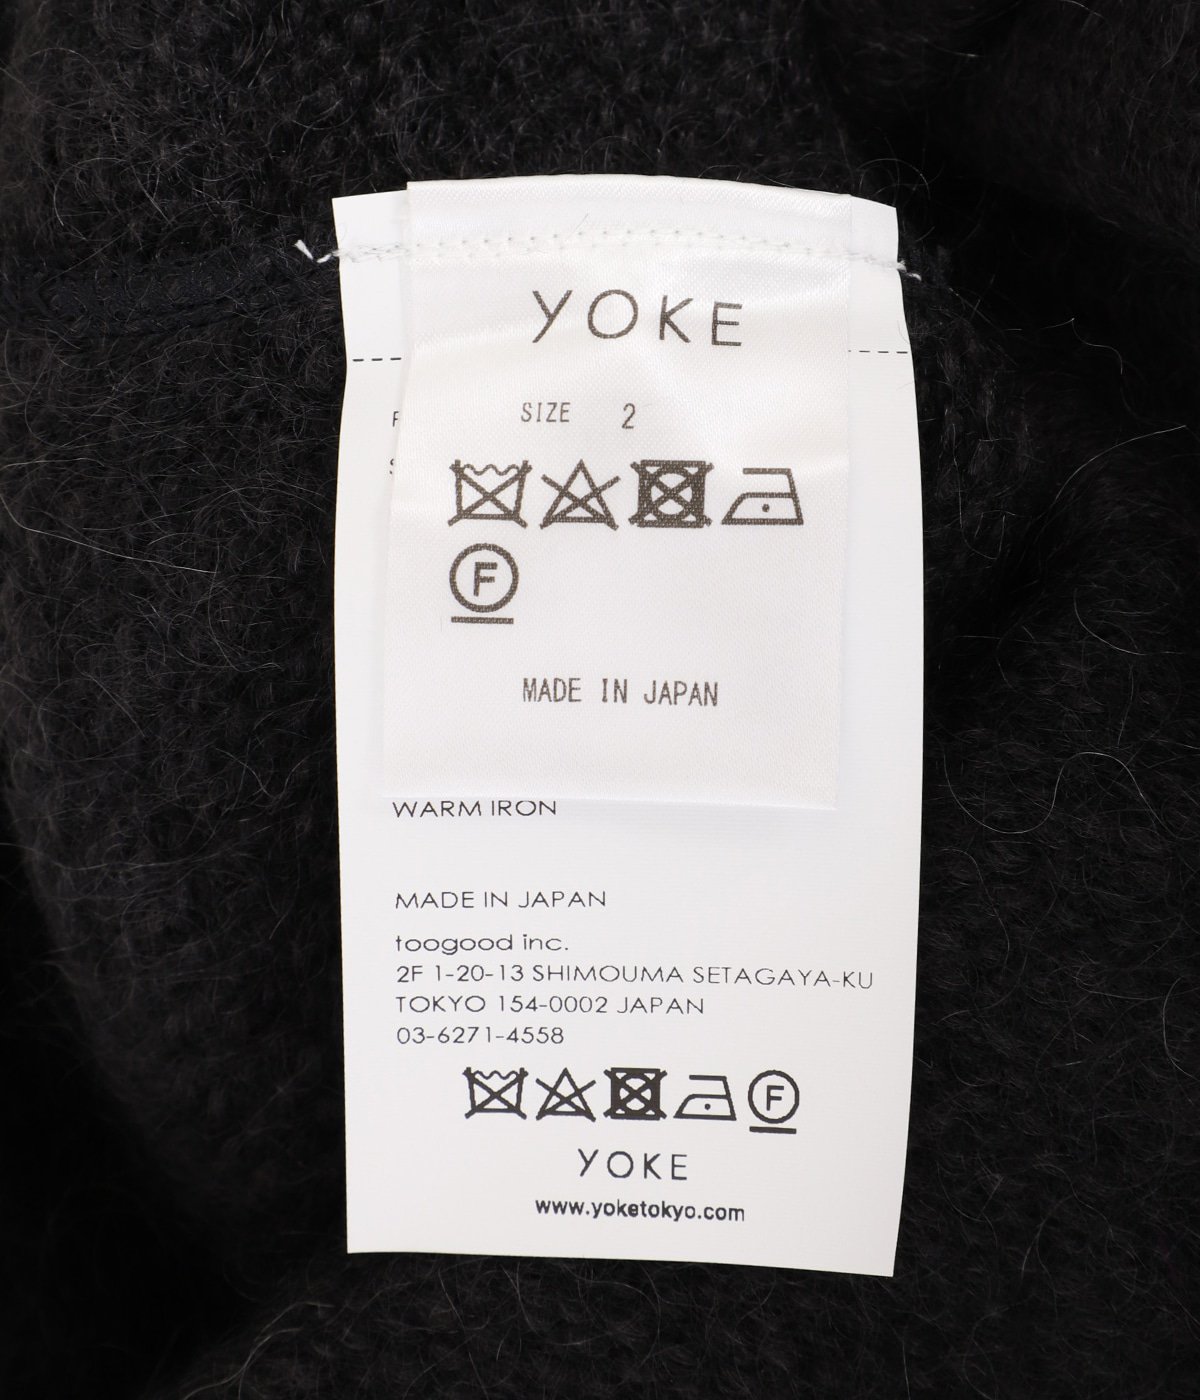 YOKE
SIZE 2
F
MADE IN JAPAN
WARM IRON
MADE IN JAPAN
toogood inc.
2F 1-20-13 SHIMOUMA SETAGAYA-KU
TOKYO 154-0002 JAPAN
03-6271-4558
F
YOKE
www.yoketokyo.com